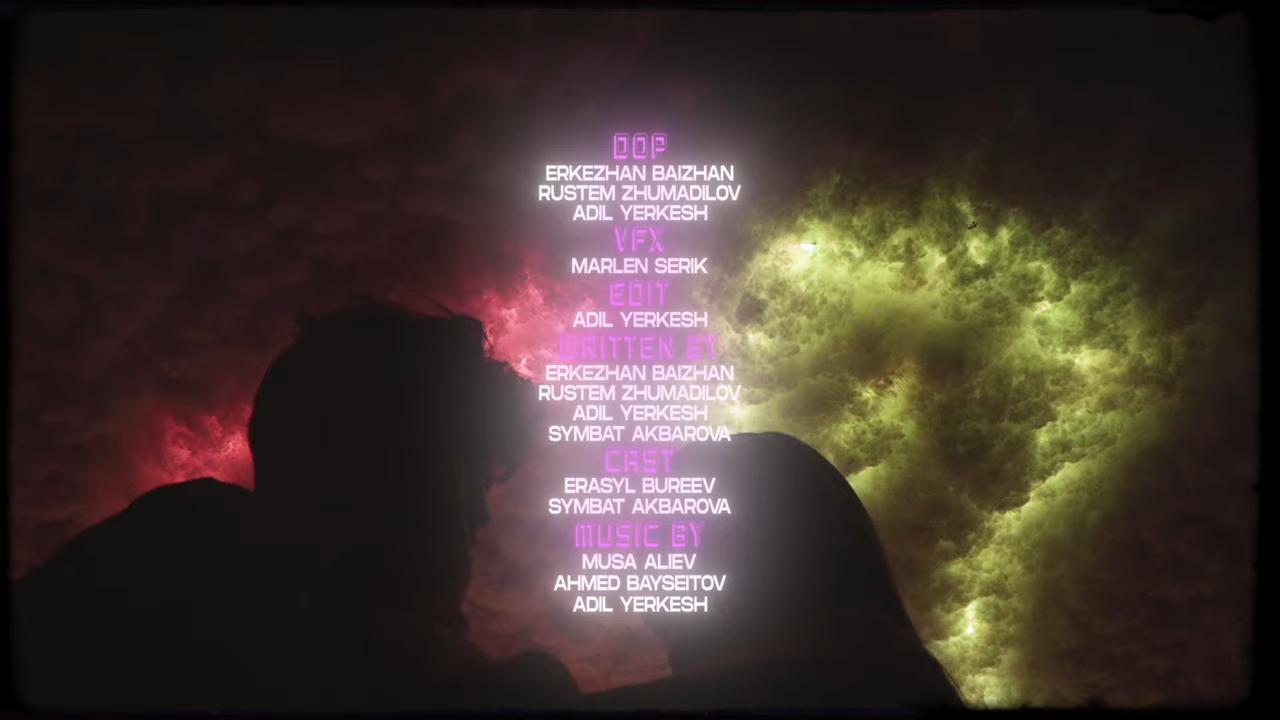 DOP
ERKEZHAN BAIZHAN
RUSTEM ZHUMADILOV
ADIL YERKESH
VFX
MARLEN SERIK
EDIT
ADIL YERKESH
WRITTEN BY
ERKEZHAN BAIZHAN
RUSTEM ZHUMADILOV
ADIL YERKESH
SYMBAT AKBAROVA
CAST
ERASYL BUREEV
SYMBAT AKBAROVA
MUSIC BY
MUSA ALIEV
AHMED BAYSEITOV
ADIL YERKESH